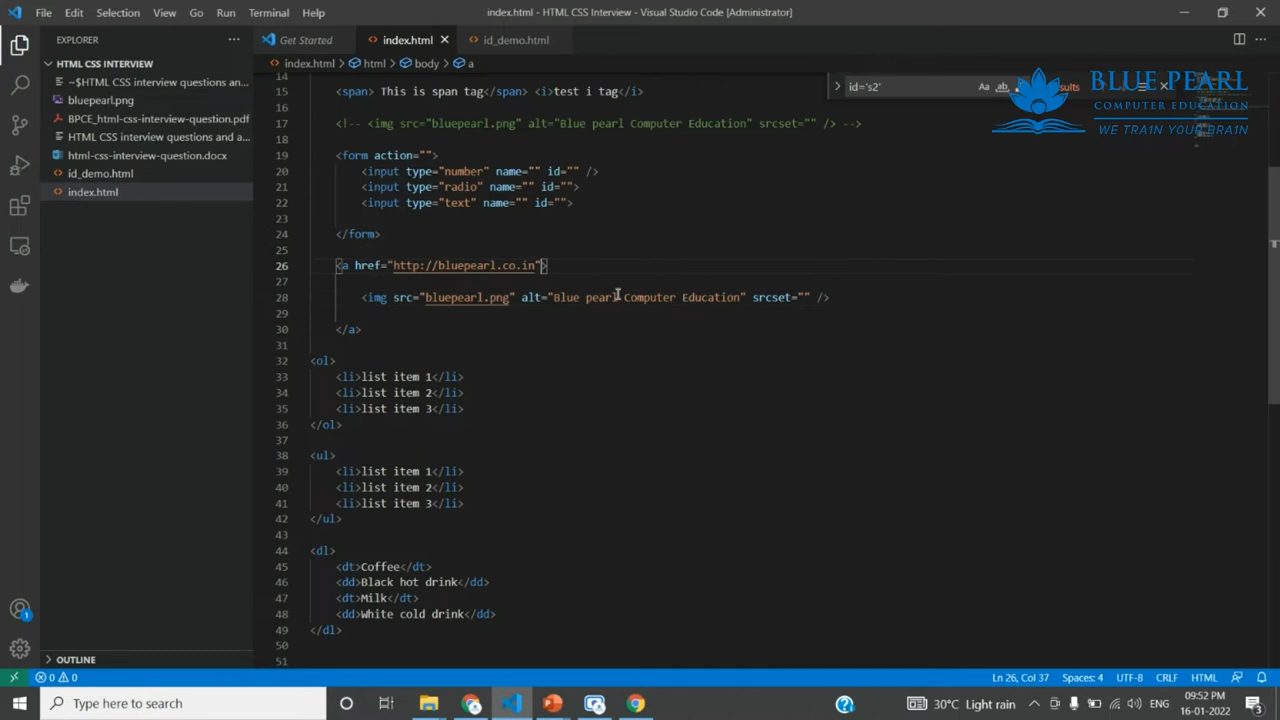 File Edit Selection View Go Run Terminal Help
index.html - HTML CSS Interview - Visual Studio Code [Administrator]
EXPLORER
Get Started
index.html
id_demo.html
HTML CSS INTERVIEW
index.html > html > body > a
~$HTML CSS interview questions an...
bluepearl.png
BPCE_html-css-interview-question.pdf
HTML CSS interview questions and a...
html-css-interview-question.docx
id_demo.html
index.html
id='s2'
Aa
ab
BLUE PEARL
COMPUTER EDUCATION
WE TRAIN YOUR BRAIN
14
15 <span> This is span tag</span> <i>test i tag</i>
16
17 <!-- <img src="bluepearl.png" alt="Blue pearl Computer Education" srcset="" /> -->
18
19 <form action="">
20 <input type="number" name="" id="" />
21 <input type="radio" name="" id="">
22 <input type="text" name="" id="">
23
24 </form>
25
26 <a href="http://bluepearl.co.in">
27
28 <img src="bluepearl.png" alt="Blue pearl Computer Education" srcset="" />
29
30 </a>
31
32 <ol>
33 <li>list item 1</li>
34 <li>list item 2</li>
35 <li>list item 3</li>
36 </ol>
37
38 <ul>
39 <li>list item 1</li>
40 <li>list item 2</li>
41 <li>list item 3</li>
42 </ul>
43
44 <dl>
45 <dt>Coffee</dt>
46 <dd>Black hot drink</dd>
47 <dt>Milk</dt>
48 <dd>White cold drink</dd>
49 </dl>
50
51
OUTLINE
0 0
Ln 26, Col 37 Spaces: 4 UTF-8 CRLF HTML
Type here to search
30°C Light rain
ENG
09:52 PM
16-01-2022
1
3